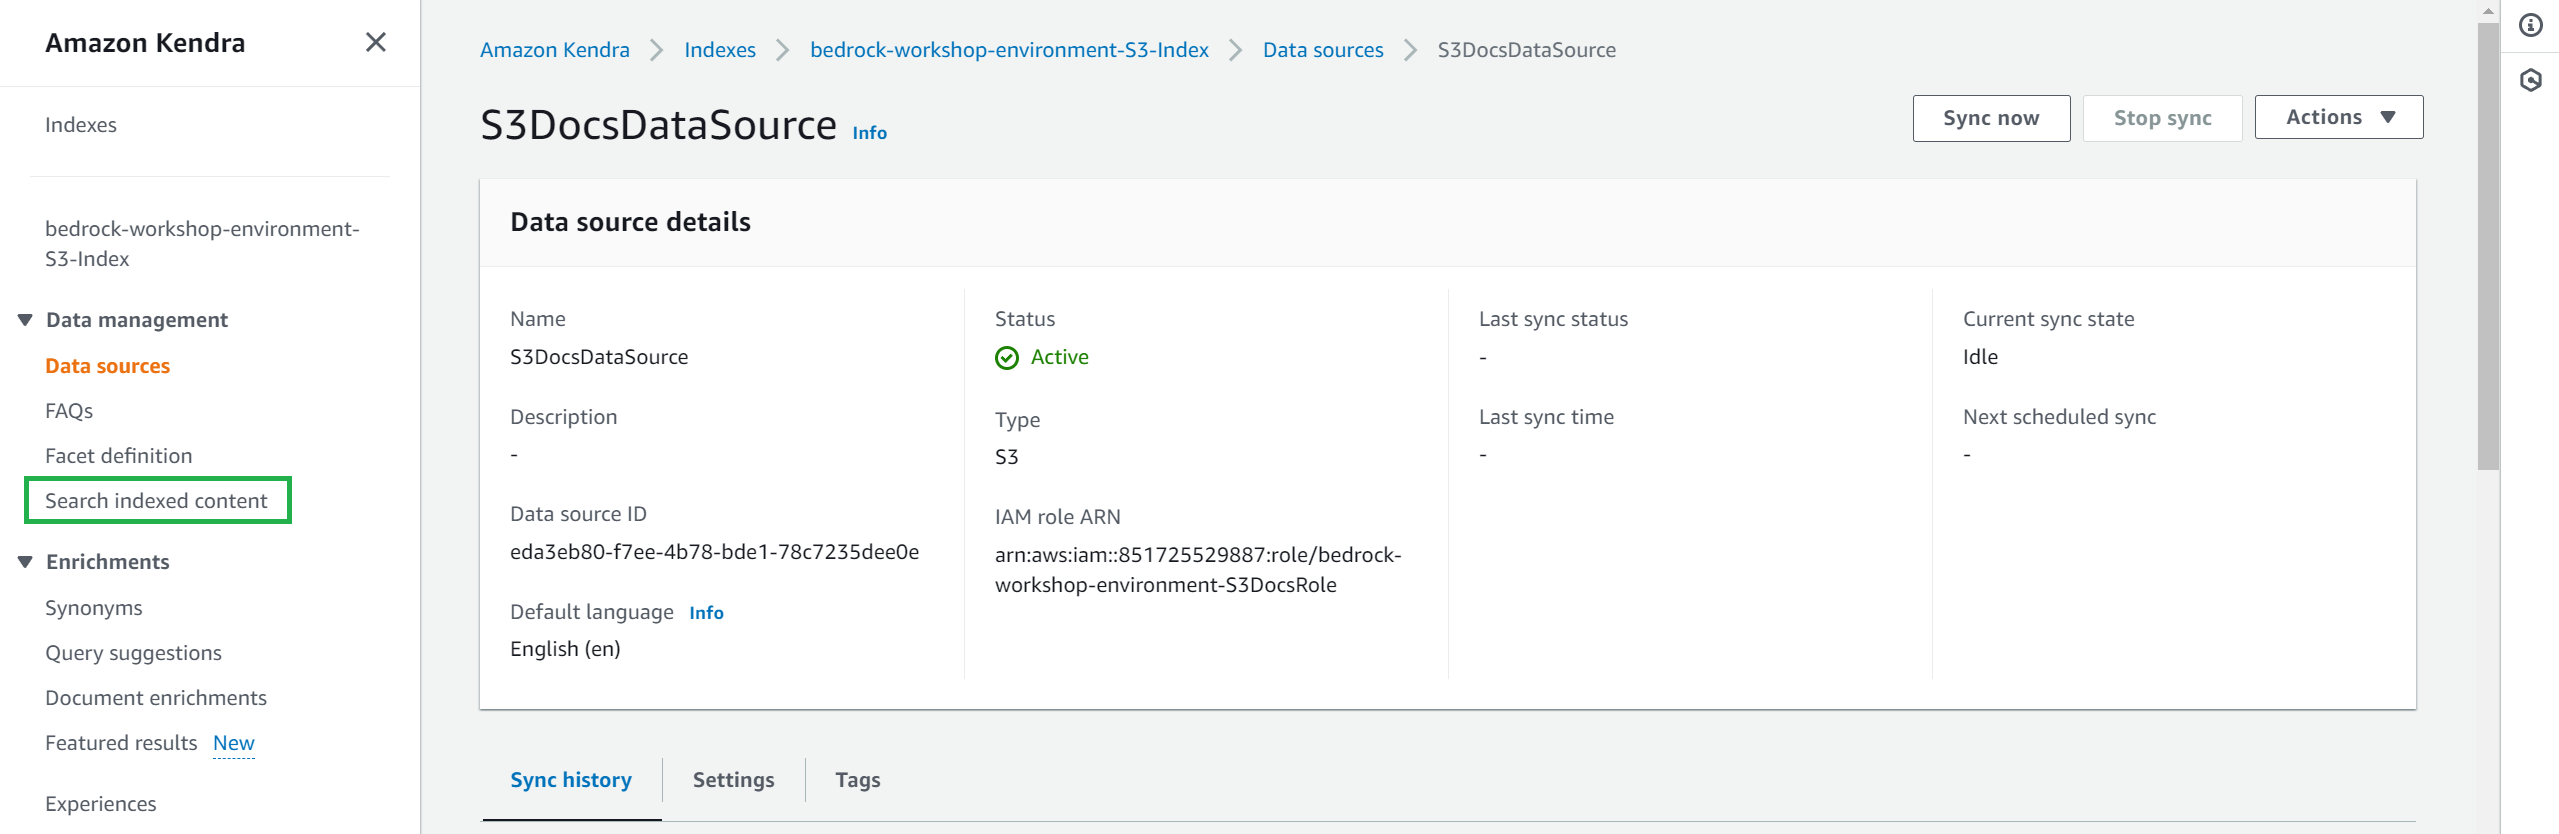 Amazon Kendra
Indexes
bedrock-workshop-environment-
S3-Index
Data management
Data sources
FAQs
Facet definition
Search indexed content
Enrichments
Synonyms
Query suggestions
Document enrichments
Featured results New
Experiences
Amazon Kendra Indexes bedrock-workshop-environment-S3-Index Data sources S3DocsDataSource
S3DocsDataSource Info
Sync now Stop sync Actions
Data source details
Name
S3DocsDataSource
Description
-
Data source ID
eda3eb80-f7ee-4b78-bde1-78c7235dee0e
Default language Info
English (en)
Status
Active
Type
S3
IAM role ARN
arn:aws:iam::851725529887:role/bedrock-
workshop-environment-S3DocsRole
Last sync status
-
Last sync time
-
Current sync state
Idle
Next scheduled sync
-
Sync history Settings Tags